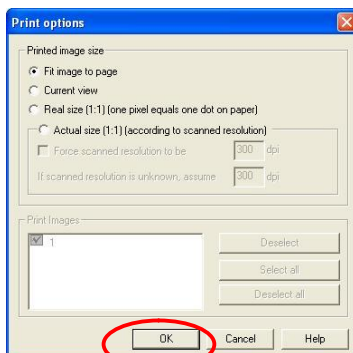 Print options
Printed image size
Fit image to page
Current view
Real size (1:1) (one pixel equals one dot on paper)
Actual size (1:1) (according to scanned resolution)
Force scanned resolution to be 300 dpi
If scanned resolution is unknown, assume 300 dpi
Print Images
1
Deselect
Select all
Deselect all
OK Cancel Help